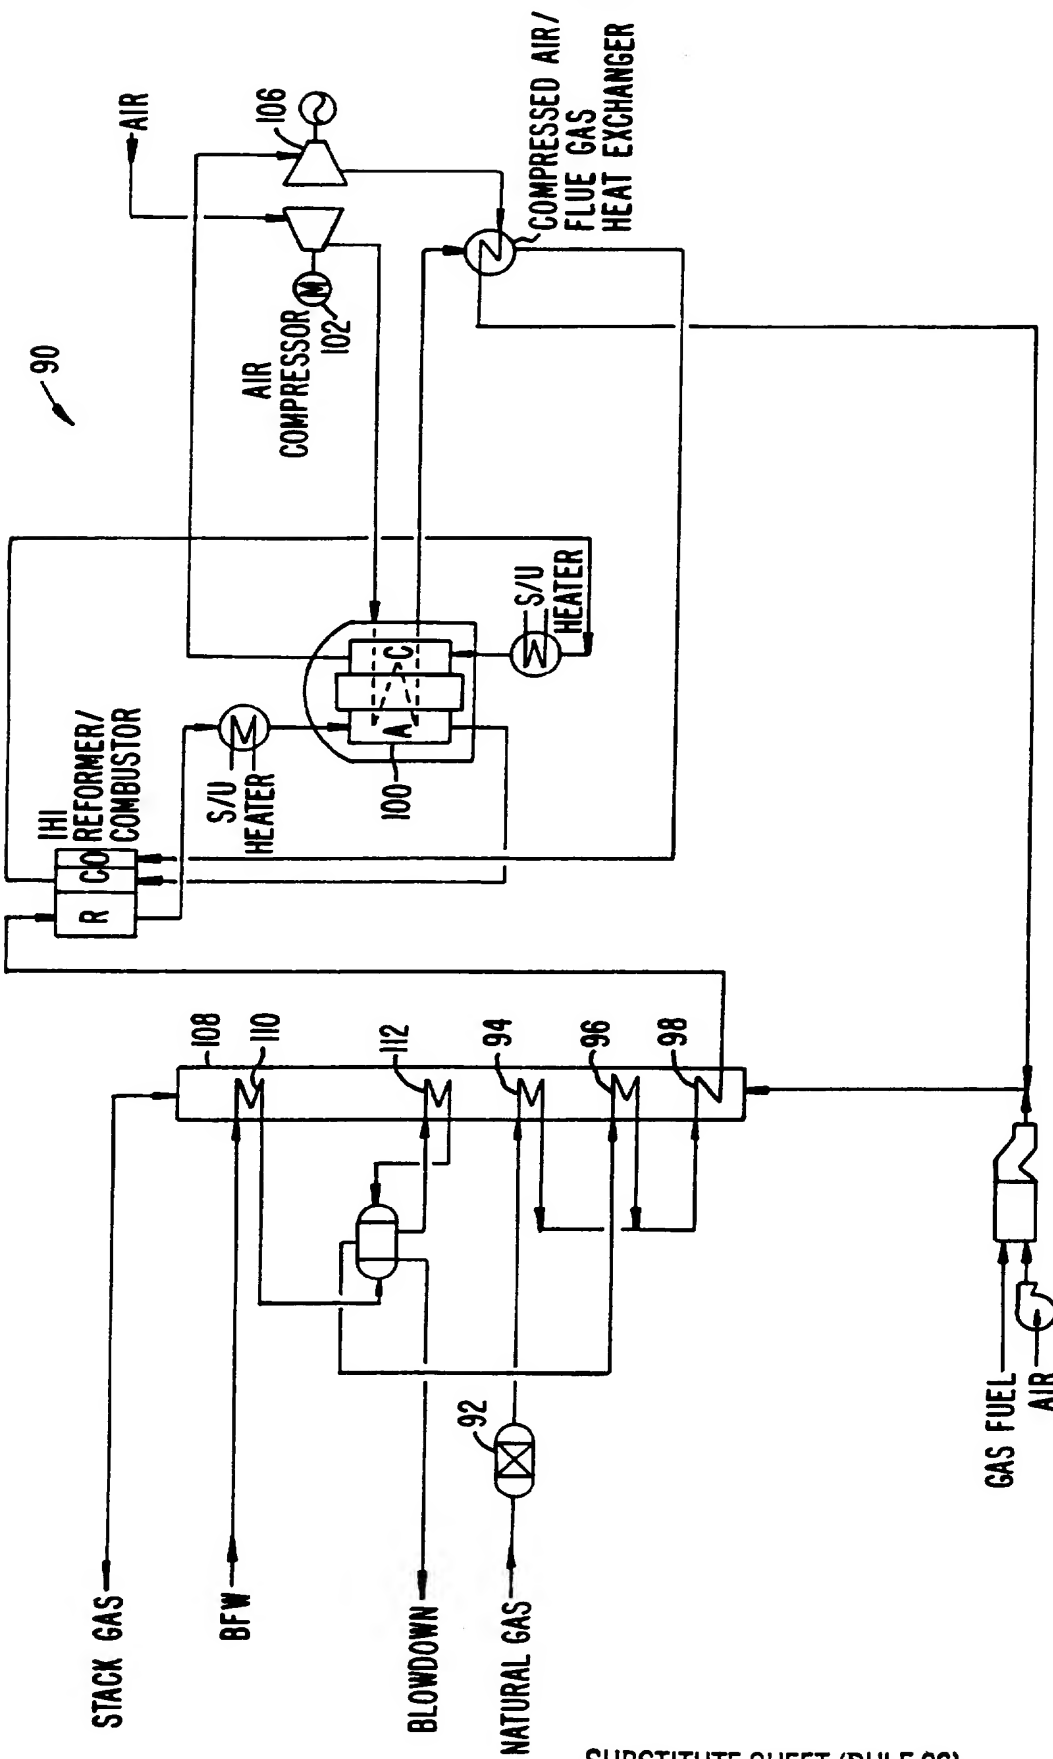 90
AIR
106
AIR
COMPRESSOR
M
102
COMPRESSED AIR/
FLUE GAS
HEAT EXCHANGER
IHI
REFORMER/
COMBUSTOR
R
CO
S/U
HEATER
A
C
100
S/U
HEATER
STACK GAS
108
BFW
110
112
BLOWDOWN
94
92
NATURAL GAS
96
98
GAS FUEL
AIR